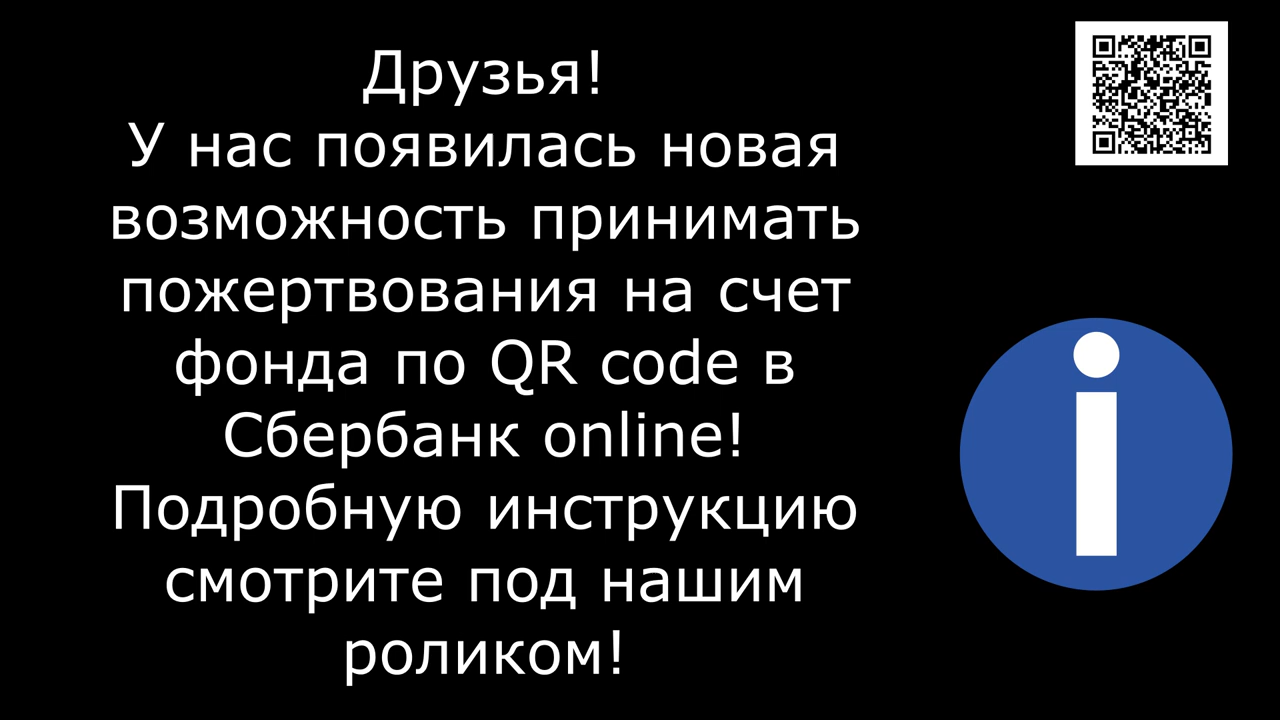 Друзья!
У нас появилась новая
возможность принимать
пожертвования на счет
фонда по QR code в
Сбербанк online!
Подробную инструкцию
смотрите под нашим
роликом!